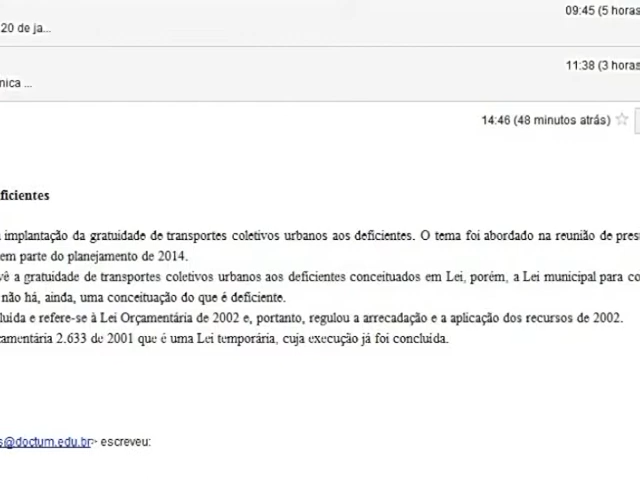 09:45 (5 horas
20 de ja...
11:38 (3 horas
nica ...
14:46 (48 minutos atrás)
ficientes
implantação da gratuidade de transportes coletivos urbanos aos deficientes. O tema foi abordado na reunião de pres
em parte do planejamento de 2014.
vê a gratuidade de transportes coletivos urbanos aos deficientes conceituados em Lei, porém, a Lei municipal para co
não há, ainda, uma conceituação do que é deficiente.
luída e refere-se à Lei Orçamentária de 2002 e, portanto, regulou a arrecadação e a aplicação dos recursos de 2002.
amentária 2.633 de 2001 que é uma Lei temporária, cuja execução já foi concluída.
s@doctum.edu.br> escreveu: